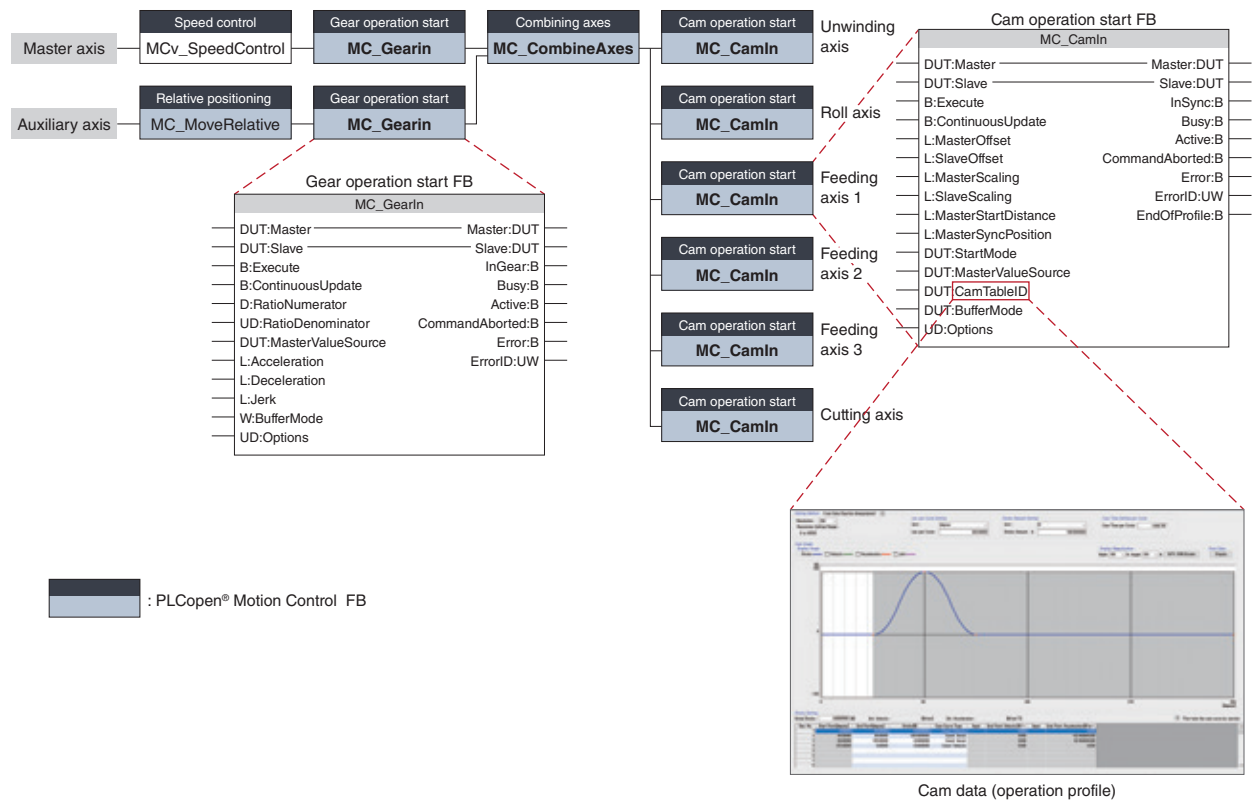 Master axis
Speed control
MCv_SpeedControl
Gear operation start
MC_Gearin
Combining axes
MC_CombineAxes
Auxiliary axis
Relative positioning
MC_MoveRelative
Gear operation start
MC_Gearin
Cam operation start
MC_CamIn
Unwinding
axis
Cam operation start
MC_CamIn
Roll axis
Cam operation start
MC_CamIn
Feeding
axis 1
Cam operation start
MC_CamIn
Feeding
axis 2
Cam operation start
MC_CamIn
Feeding
axis 3
Cam operation start
MC_CamIn
Cutting axis
Gear operation start FB
MC_GearIn
DUT:Master Master:DUT
DUT:Slave Slave:DUT
B:Execute InGear:B
B:ContinuousUpdate Busy:B
D:RatioNumerator Active:B
UD:RatioDenominator CommandAborted:B
DUT:MasterValueSource Error:B
L:Acceleration ErrorID:UW
L:Deceleration
L:Jerk
W:BufferMode
UD:Options
Cam operation start FB
MC_CamIn
DUT:Master Master:DUT
DUT:Slave Slave:DUT
B:Execute InSync:B
B:ContinuousUpdate Busy:B
L:MasterOffset Active:B
L:SlaveOffset CommandAborted:B
L:MasterScaling Error:B
L:SlaveScaling ErrorID:UW
L:MasterStartDistance EndOfProfile:B
L:MasterSyncPosition
DUT:StartMode
DUT:MasterValueSource
DUT:CamTableID
DUT:BufferMode
UD:Options
: PLCopen® Motion Control FB
Cam data (operation profile)